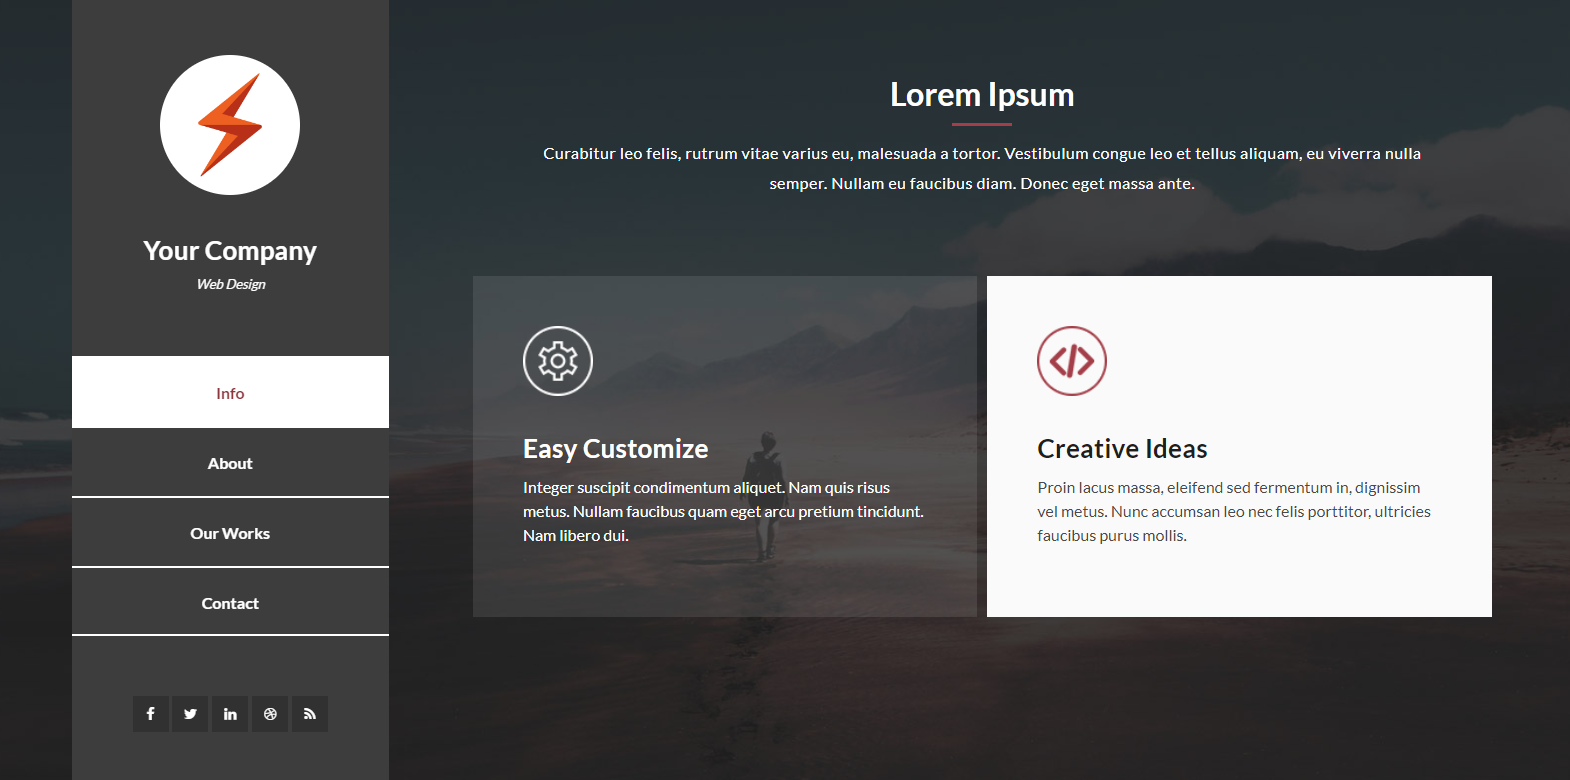 Your Company
Web Design
Info
About
Our Works
Contact
Lorem Ipsum
Curabitur leo felis, rutrum vitae varius eu, malesuada a tortor. Vestibulum congue leo et tellus aliquam, eu viverra nulla
semper. Nullam eu faucibus diam. Donec eget massa ante.
Easy Customize
Integer suscipit condimentum aliquet. Nam quis risus
metus. Nullam faucibus quam eget arcu pretium tincidunt.
Nam libero dui.
Creative Ideas
Proin lacus massa, eleifend sed fermentum in, dignissim
vel metus. Nunc accumsan leo nec felis porttitor, ultricies
faucibus purus mollis.